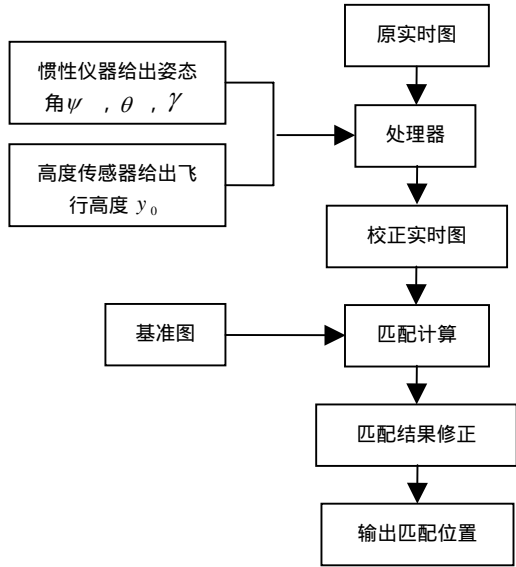 原实时图
惯性仪器给出姿态
角ψ ，θ ，γ
处理器
高度传感器给出飞
行高度 y₀
校正实时图
基准图
匹配计算
匹配结果修正
输出匹配位置